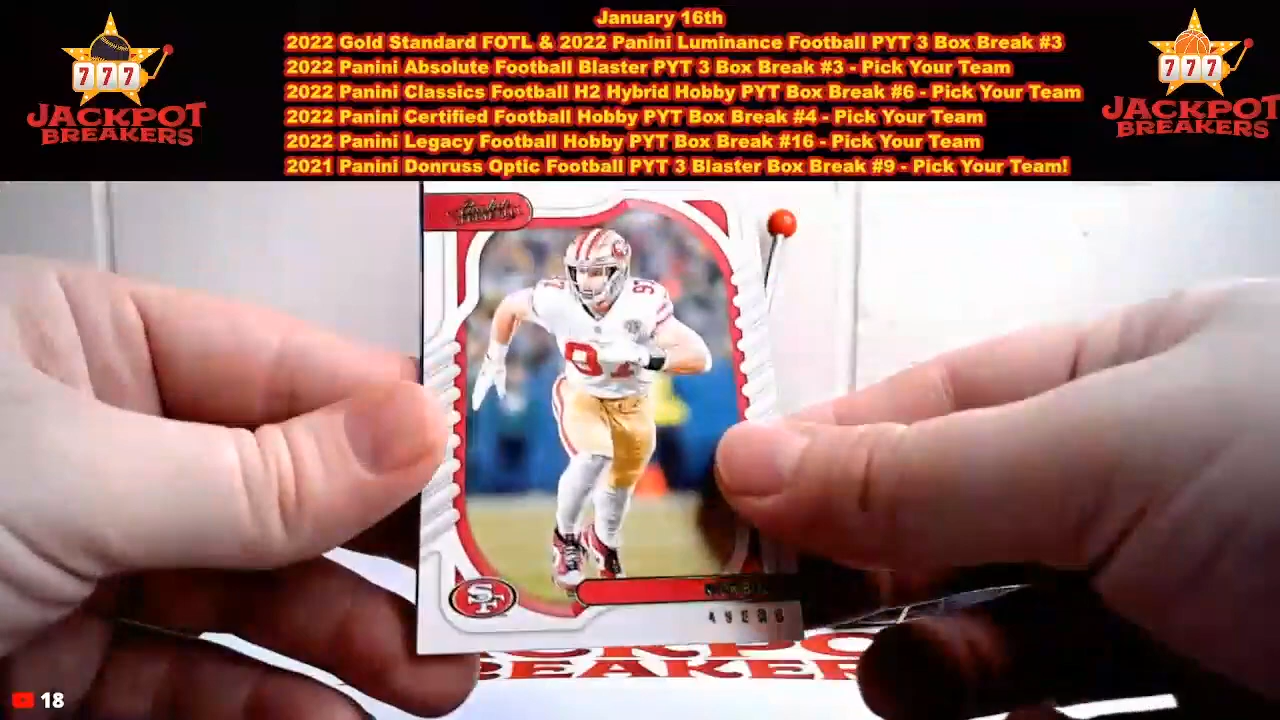 January 16th
2022 Gold Standard FOTL & 2022 Panini Luminance Football PYT 3 Box Break #3
2022 Panini Absolute Football Blaster PYT 3 Box Break #3 - Pick Your Team
2022 Panini Classics Football H2 Hybrid Hobby PYT Box Break #6 - Pick Your Team
2022 Panini Certified Football Hobby PYT Box Break #4 - Pick Your Team
2022 Panini Legacy Football Hobby PYT Box Break #16 - Pick Your Team
2021 Panini Donruss Optic Football PYT 3 Blaster Box Break #9 - Pick Your Team!
777
JACKPOT
BREAKERS
777
JACKPOT
BREAKERS
97
97
SF
49ERS
BREAKERS
18